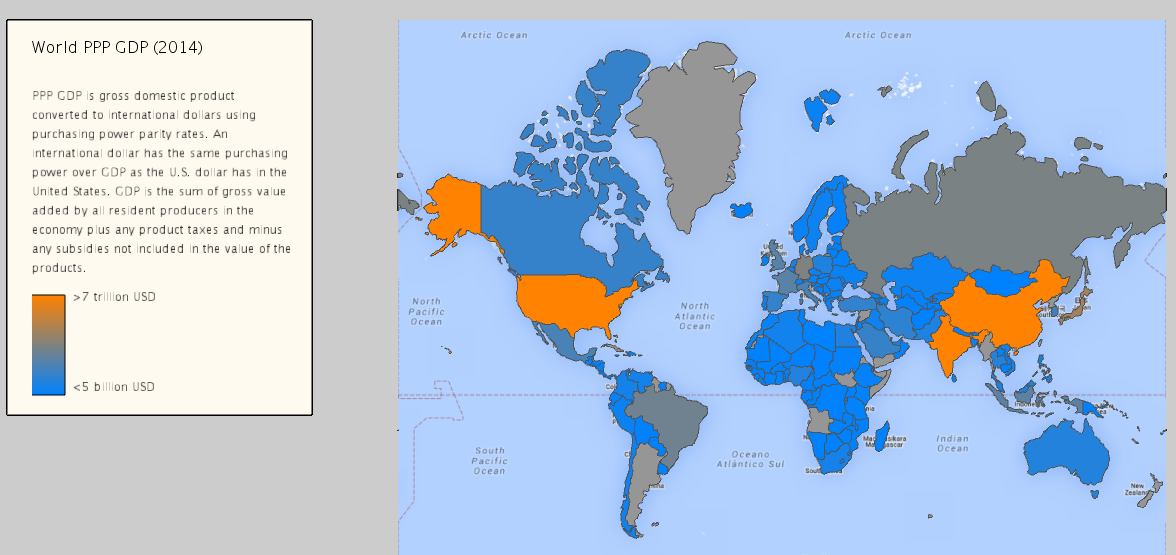 World PPP GDP (2014)
PPP GDP is gross domestic product
converted to international dollars using
purchasing power parity rates. An
international dollar has the same purchasing
power over GDP as the U.S. dollar has in the
United States. GDP is the sum of gross value
added by all resident producers in the
economy plus any product taxes and minus
any subsidies not included in the value of the
products.
>7 trillion USD
<5 billion USD
Arctic Ocean
Arctic Ocean
North
Pacific
Ocean
North
Atlantic
Ocean
South
Pacific
Ocean
Oceano
Atlántico Sul
Indian
Ocean
New
Zealand